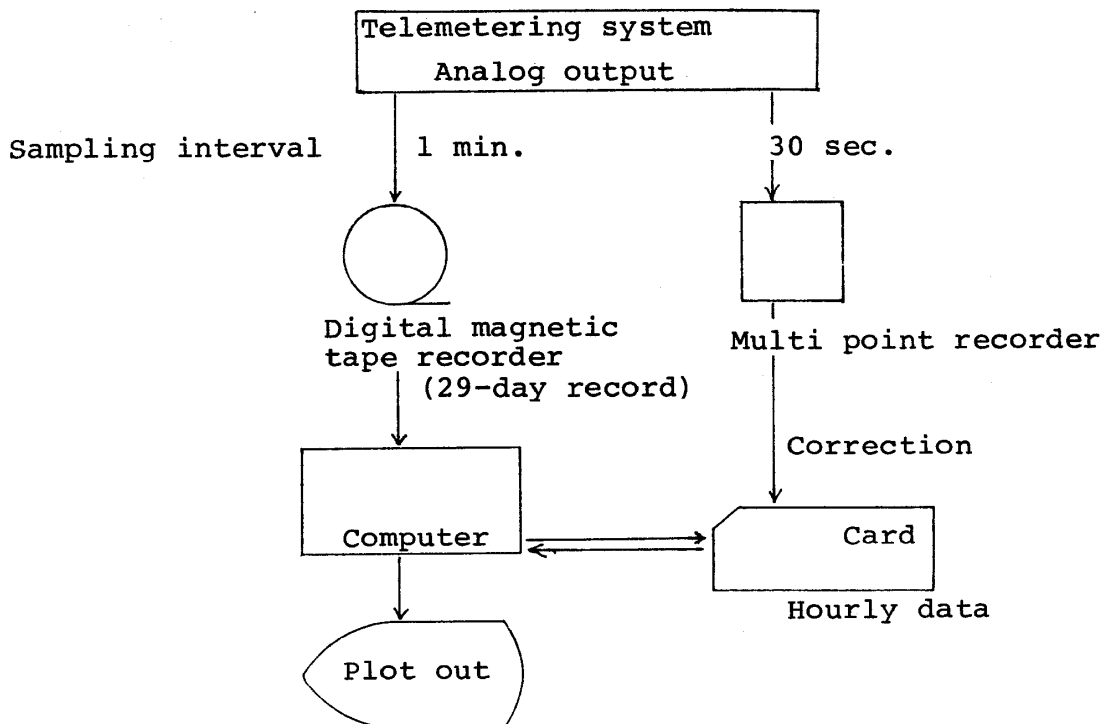 Telemetering system
Analog output
Sampling interval
1 min.
30 sec.
Digital magnetic
tape recorder
(29-day record)
Multi point recorder
Correction
Computer
Card
Hourly data
Plot out